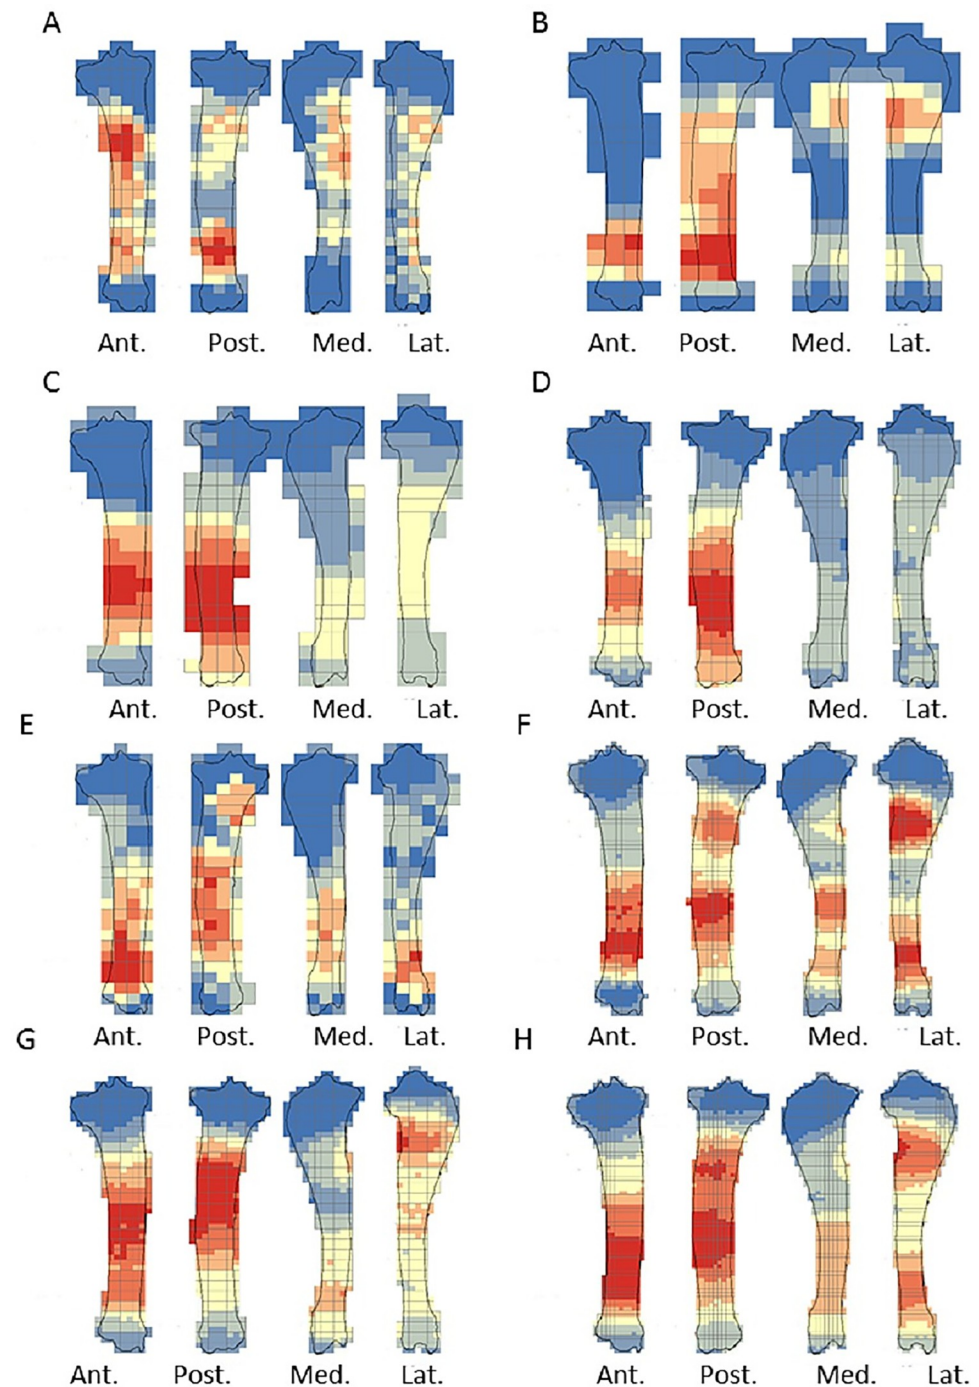 A
B
Ant.
Post.
Med.
Lat.
Ant.
Post.
Med.
Lat.
C
D
Ant.
Post.
Med.
Lat.
Ant.
Post.
Med.
Lat.
E
F
Ant.
Post.
Med.
Lat.
Ant.
Post.
Med.
Lat.
G
H
Ant.
Post.
Med.
Lat.
Ant.
Post.
Med.
Lat.